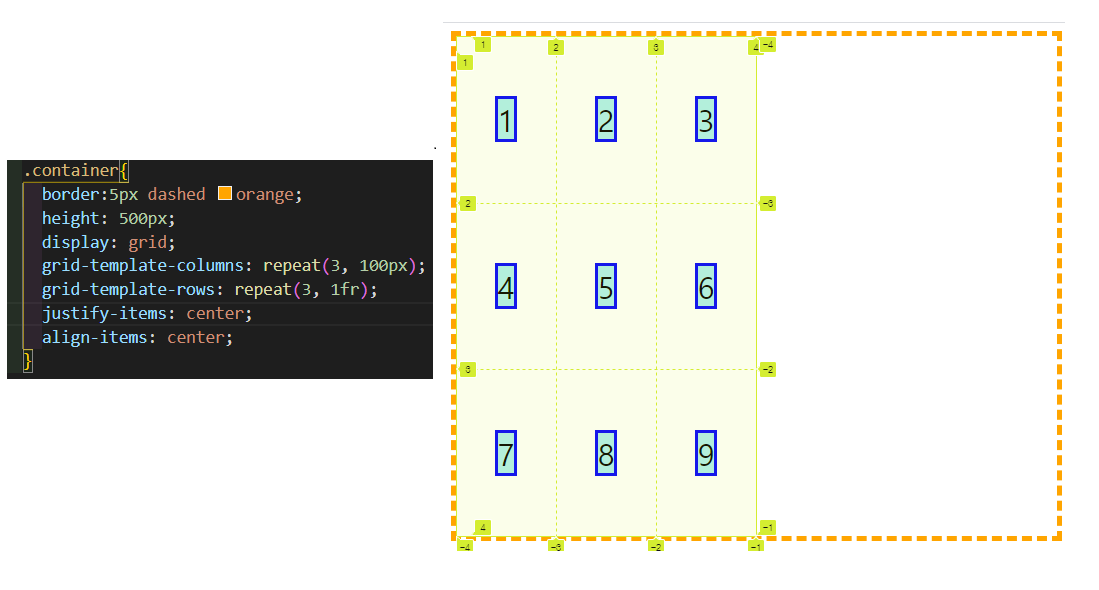 .container{
border:5px dashed orange;
height: 500px;
display: grid;
grid-template-columns: repeat(3, 100px);
grid-template-rows: repeat(3, 1fr);
justify-items: center;
align-items: center;
}
.
1 2 3 4 -4
1
1 2 3
2 -3
4 5 6
3 -2
7 8 9
4 -1
-4 -3 -2 -1